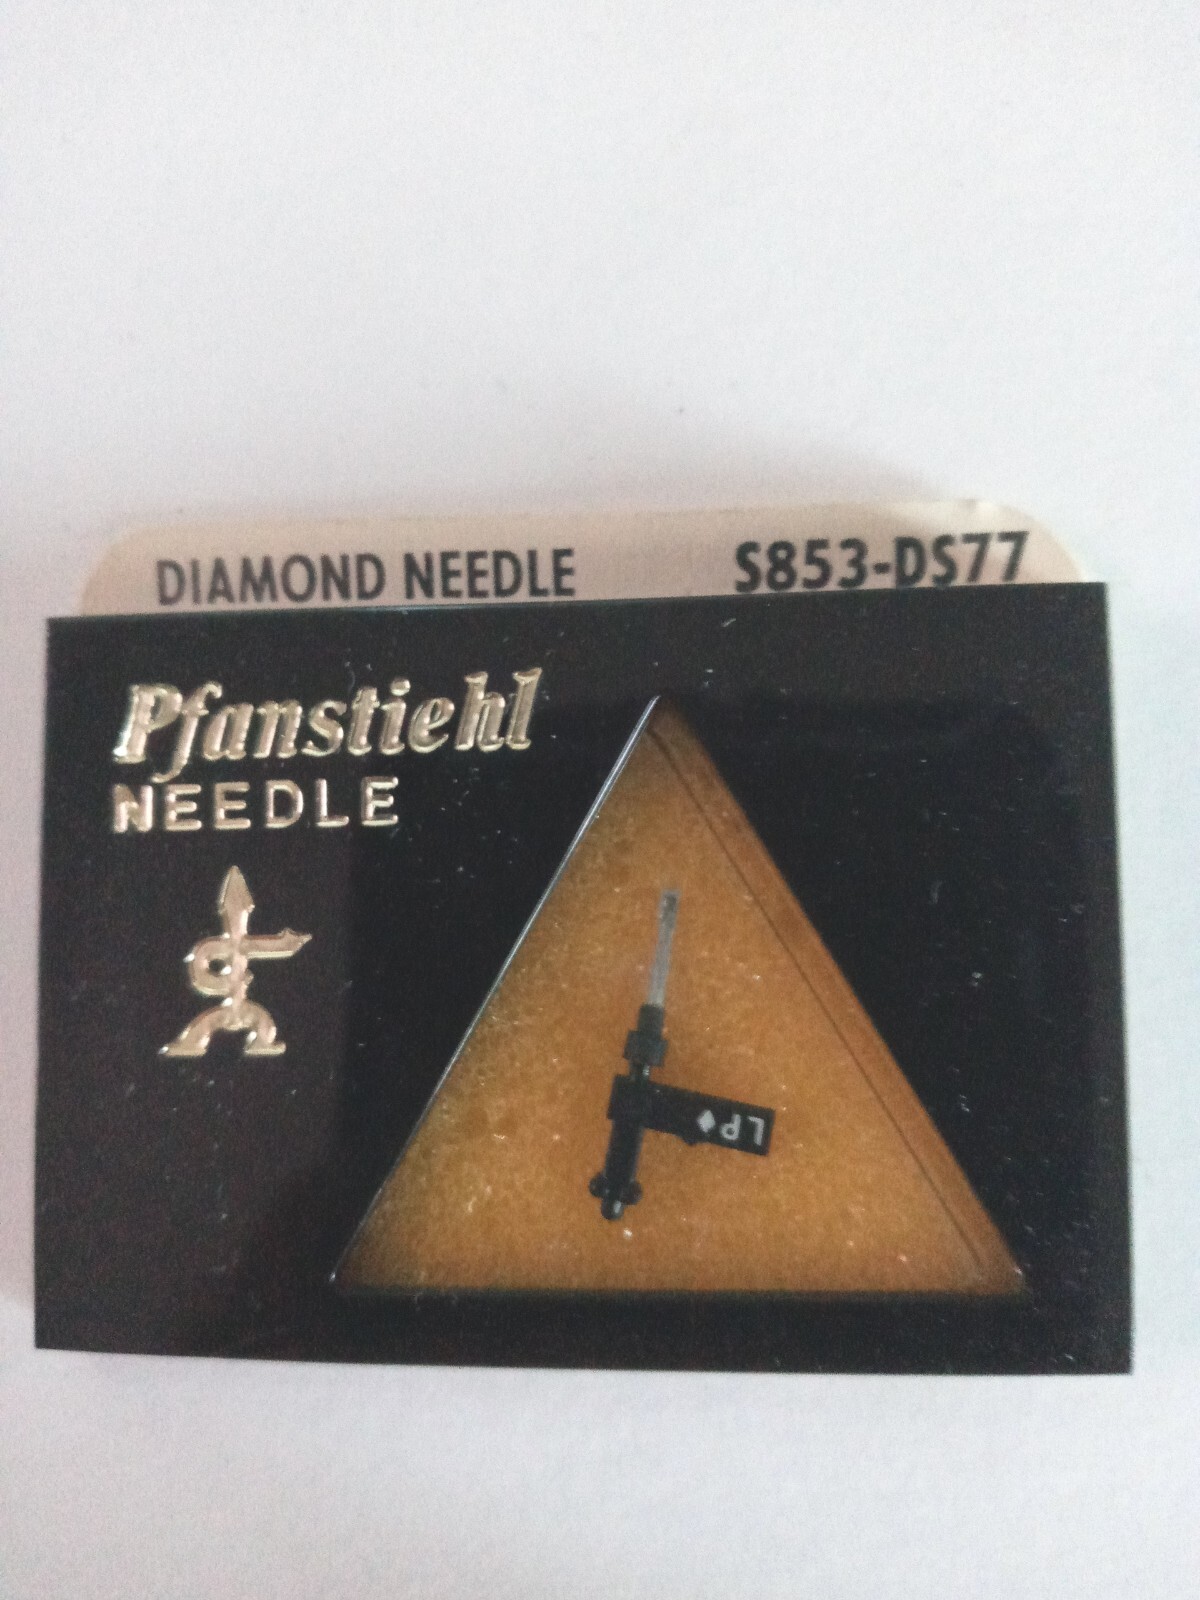 DIAMOND NEEDLE S853-DS77
Pfanstiehl
NEEDLE
LP♦